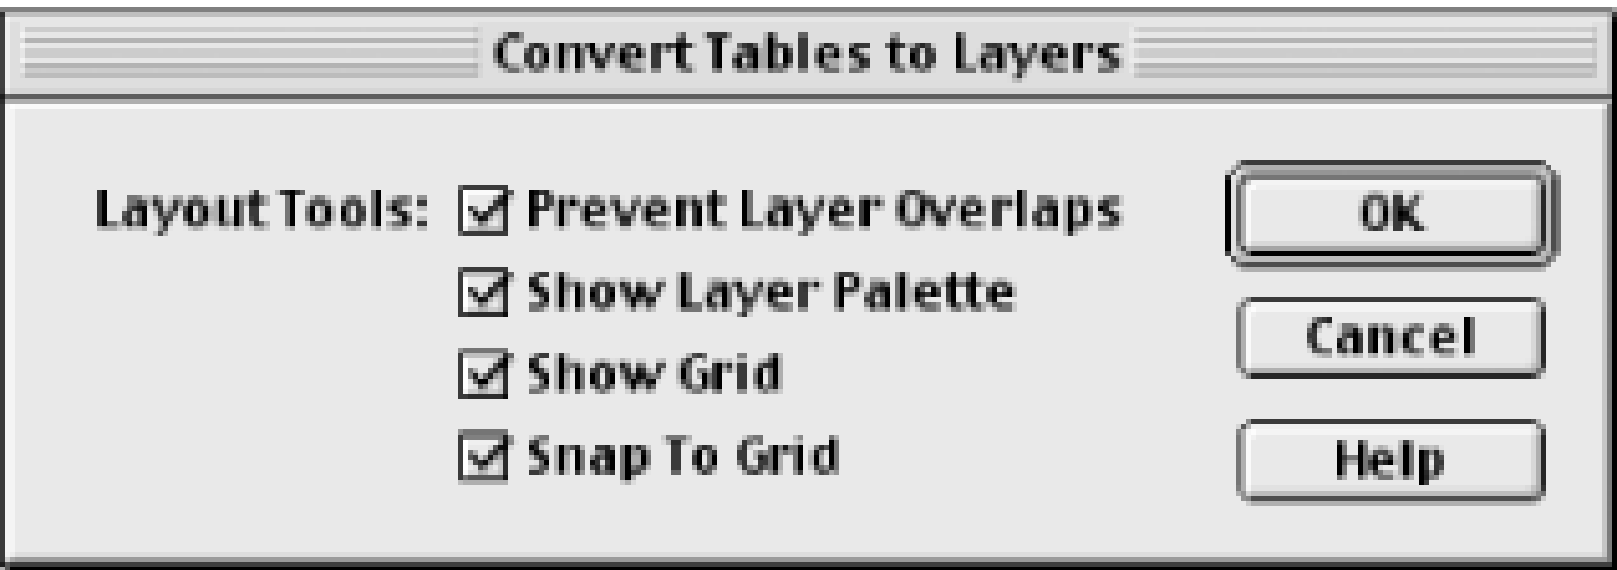 Convert Tables to Layers
Layout Tools: Prevent Layer Overlaps
Show Layer Palette
Show Grid
Snap To Grid
OK
Cancel
Help